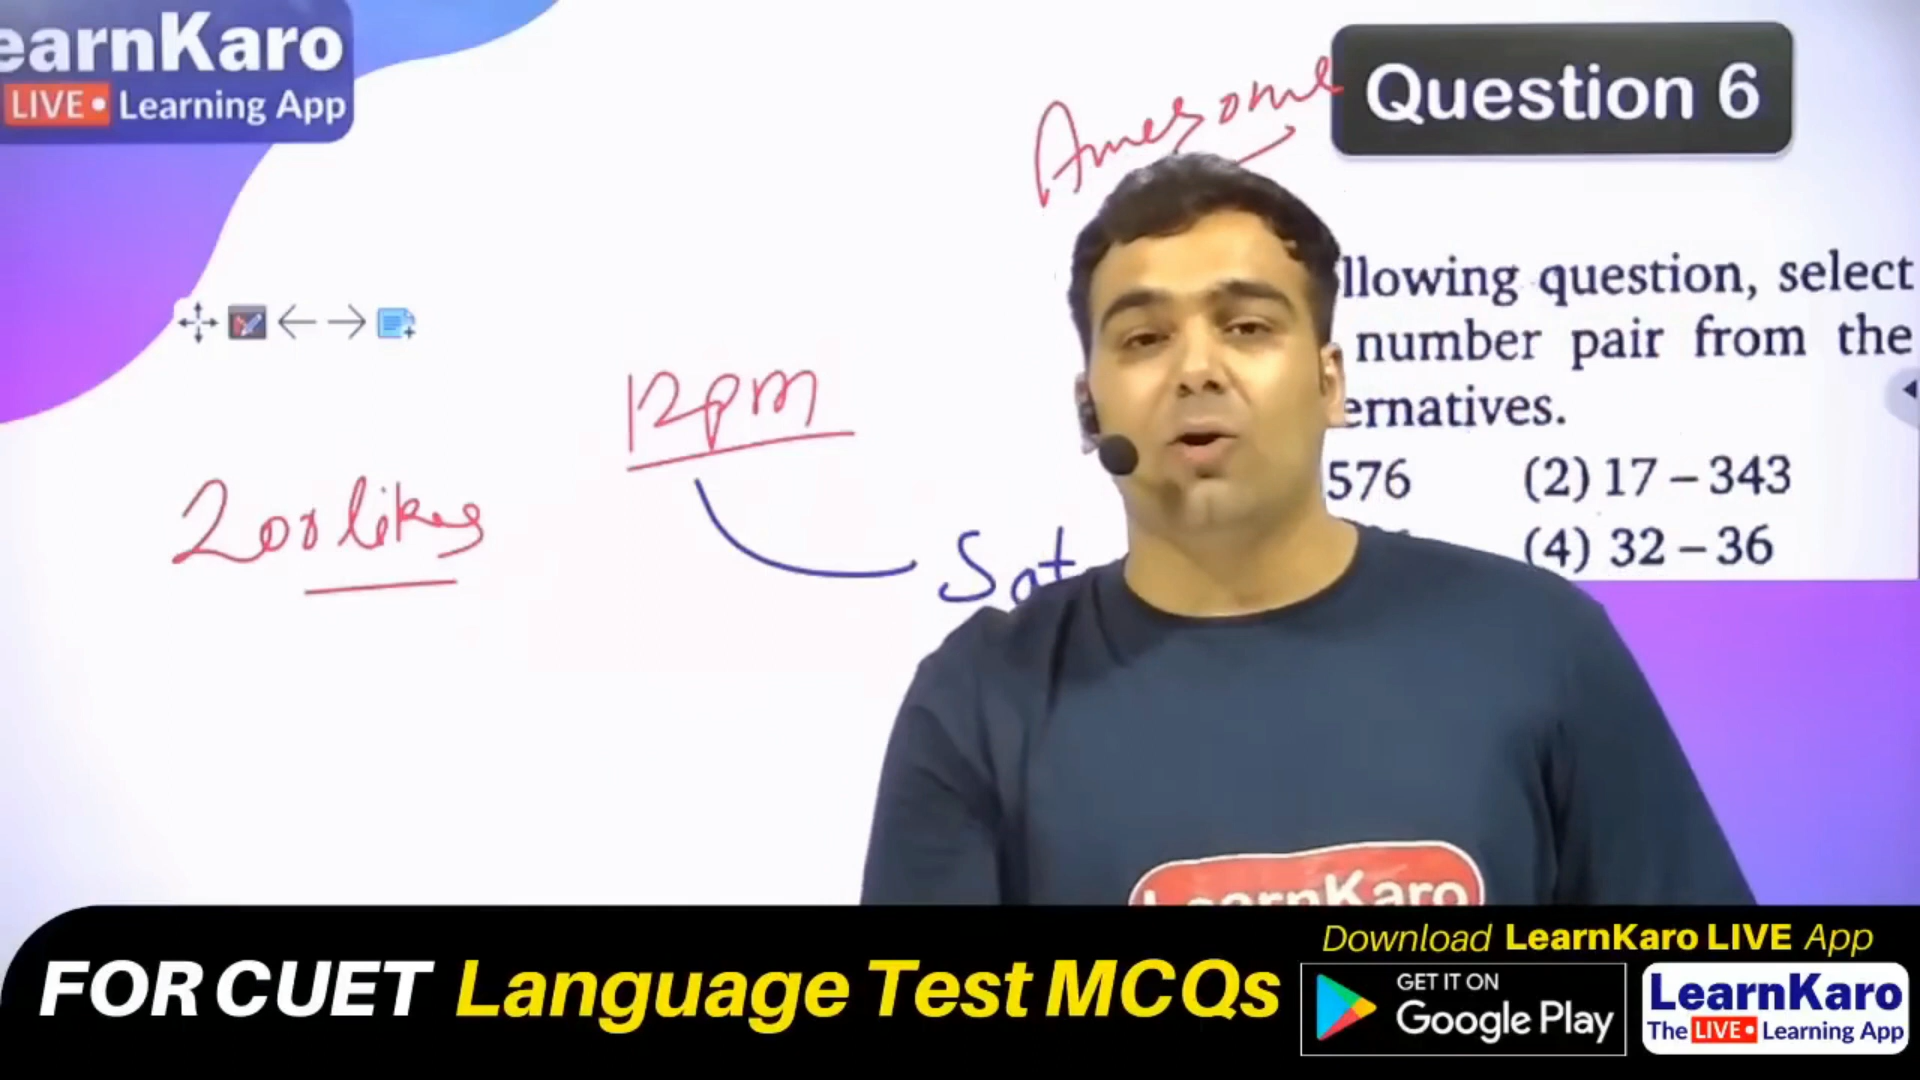 earnKaro
LIVE • Learning App
Awesome
Question 6
llowing question, select
number pair from the
ernatives.
576 (2) 17 – 343
(4) 32 – 36
12pm
200 likes
Sat
LearnKaro
FOR CUET Language Test MCQs
Download LearnKaro LIVE App
GET IT ON
Google Play
LearnKaro
The LIVE • Learning App